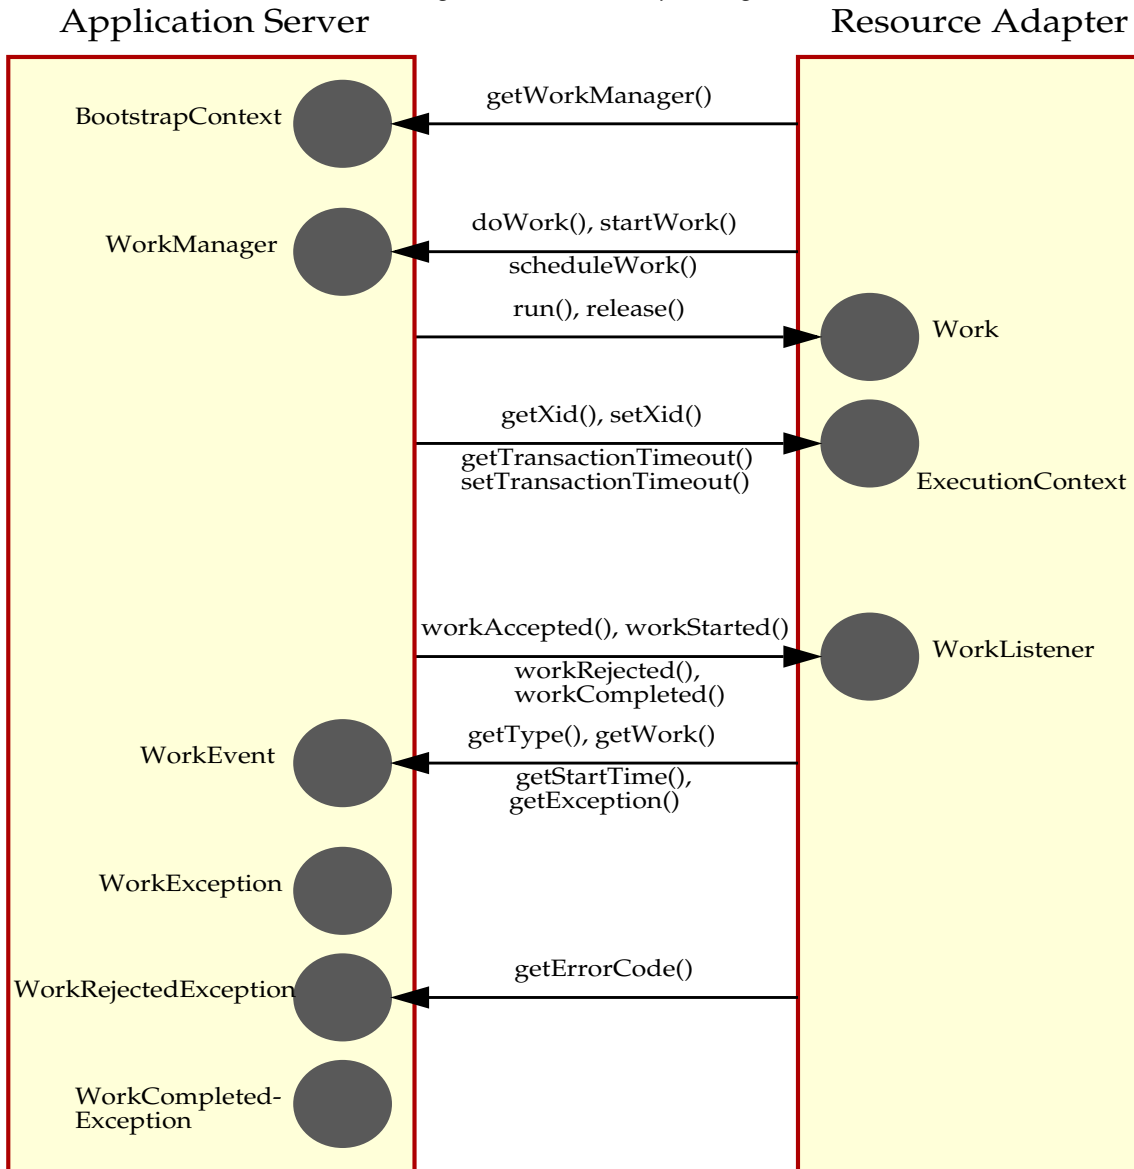 Application Server
Resource Adapter
getWorkManager()
BootstrapContext
doWork(), startWork()
WorkManager
scheduleWork()
run(), release()
Work
getXid(), setXid()
getTransactionTimeout()
setTransactionTimeout()
ExecutionContext
workAccepted(), workStarted()
WorkListener
workRejected(),
workCompleted()
getType(), getWork()
WorkEvent
getStartTime(),
getException()
WorkException
getErrorCode()
WorkRejectedException
WorkCompleted-
Exception